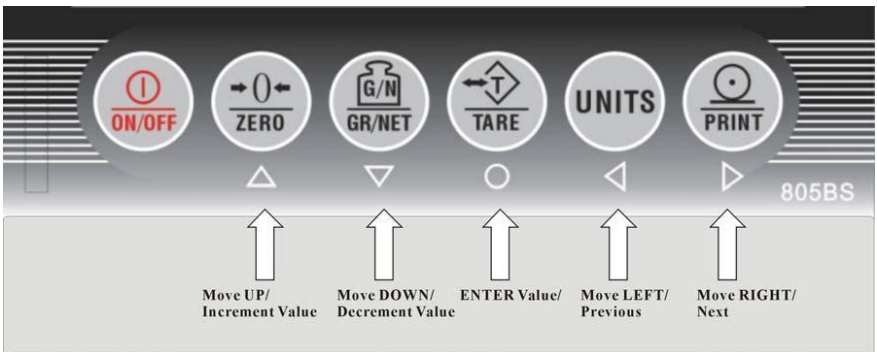 →0←
G/N
T
UNITS
ON/OFF
ZERO
GR/NET
TARE
PRINT
805BS
Move UP/
Increment Value
Move DOWN/
Decrement Value
ENTER Value/
Move LEFT/
Previous
Move RIGHT/
Next